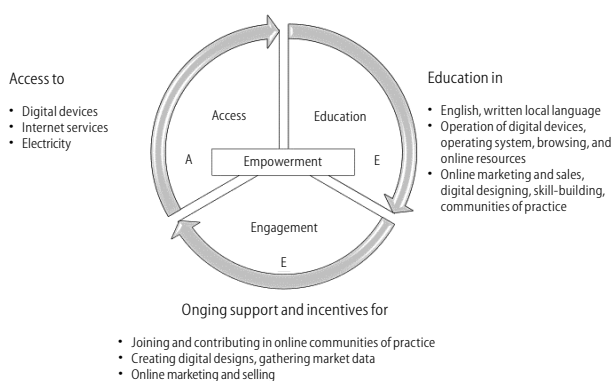 Access to
• Digital devices
• Internet services
• Electricity
Access
A
Education
E
Empowerment
Engagement
E
Education in
• English, written local language
• Operation of digital devices,
operating system, browsing, and
online resources
• Online marketing and sales,
digital designing, skill-building,
communities of practice
Onging support and incentives for
• Joining and contributing in online communities of practice
• Creating digital designs, gathering market data
• Online marketing and selling